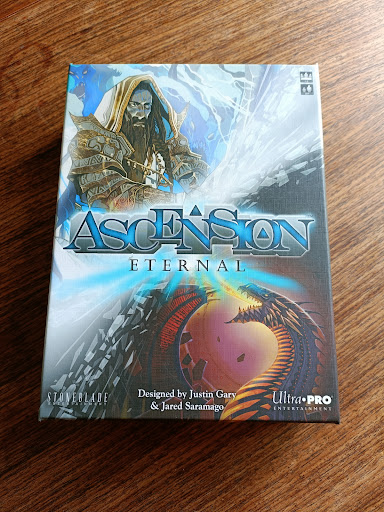 ASCENSION
ETERNAL
Designed by Justin Gary
& Jared Saramago
STONEBLADE
Ultra•PRO
ENTERTAINMENT